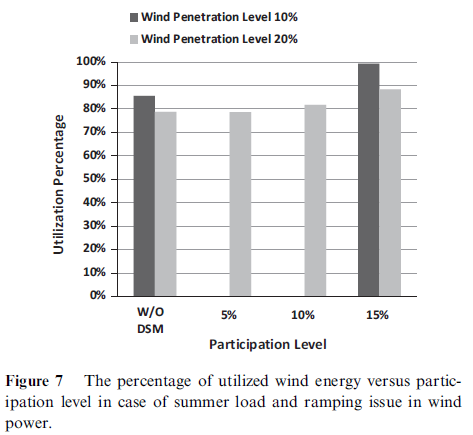 Wind Penetration Level 10%
Wind Penetration Level 20%
100%
90%
80%
70%
60%
50%
40%
30%
20%
10%
0%
Utilization Percentage
W/O
DSM
5%
10%
15%
Participation Level
Figure 7 The percentage of utilized wind energy versus partic-
ipation level in case of summer load and ramping issue in wind
power.